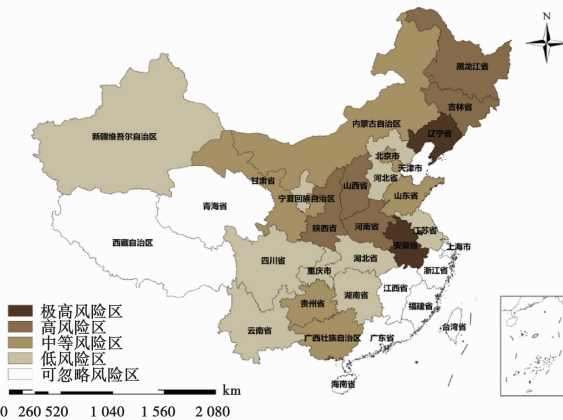 N
黑龙江省
吉林省
辽宁省
内蒙古自治区
新疆维吾尔自治区
北京市
天津市
甘肃省
河北省
宁夏回族自治区
山西省
山东省
青海省
陕西省
河南省
江苏省
西藏自治区
安徽省
上海市
四川省
湖北省
重庆市
浙江省
江西省
湖南省
贵州省
福建省
云南省
广西壮族自治区
广东省
台湾省
海南省
极高风险区
高风险区
中等风险区
低风险区
可忽略风险区
km
0 260 520 1 040 1 560 2 080